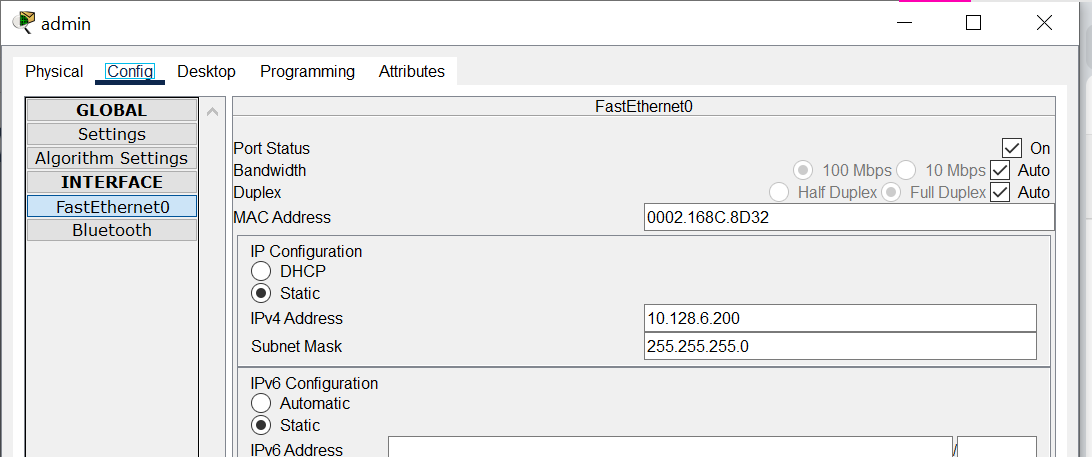 admin
Physical Config Desktop Programming Attributes
GLOBAL
Settings
Algorithm Settings
INTERFACE
FastEthernet0
Bluetooth
FastEthernet0
Port Status On
Bandwidth 100 Mbps 10 Mbps Auto
Duplex Half Duplex Full Duplex Auto
MAC Address 0002.168C.8D32
IP Configuration
DHCP
Static
IPv4 Address 10.128.6.200
Subnet Mask 255.255.255.0
IPv6 Configuration
Automatic
Static
IPv6 Address /